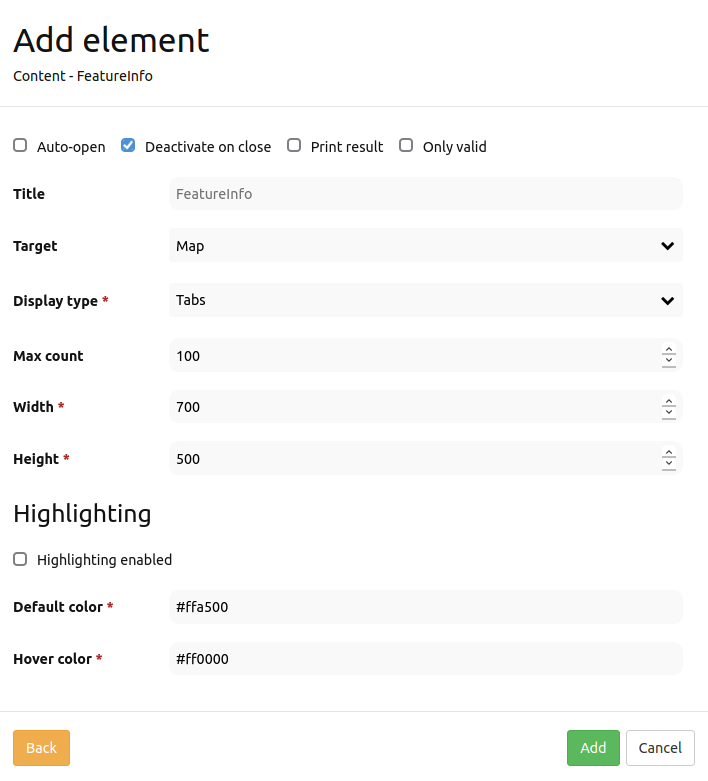 Add element
Content - FeatureInfo
Auto-open Deactivate on close Print result Only valid
Title FeatureInfo
Target Map
Display type * Tabs
Max count 100
Width * 700
Height * 500
Highlighting
Highlighting enabled
Default color * #ffa500
Hover color * #ff0000
Back Add Cancel